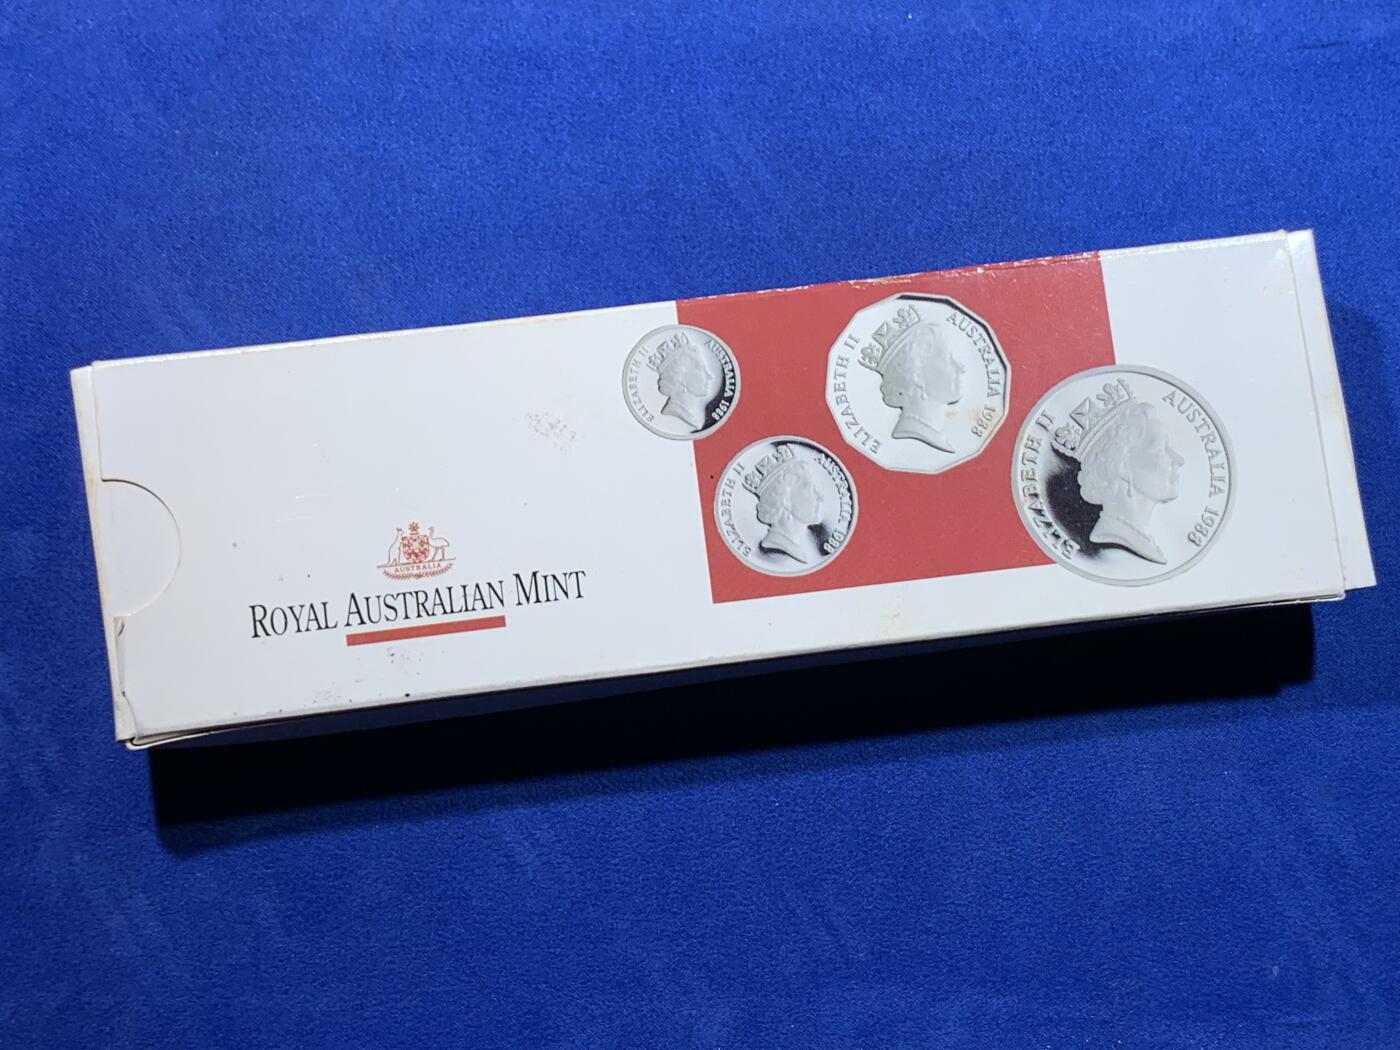 ELIZABETH II AUSTRALIA 1988
ELIZABETH II AUSTRALIA 1988
ELIZABETH II AUSTRALIA 1988
ELIZABETH II AUSTRALIA 1988
AUSTRALIA
ROYAL AUSTRALIAN MINT